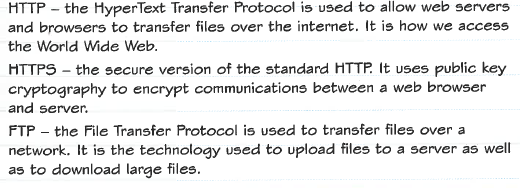 HTTP – the HyperText Transfer Protocol is used to allow web servers
and browsers to transfer files over the internet. It is how we access
the World Wide Web.
HTTPS – the secure version of the standard HTTP. It uses public key
cryptography to encrypt communications between a web browser
and server.
FTP – the File Transfer Protocol is used to transfer files over a
network. It is the technology used to upload files to a server as well
as to download large files.